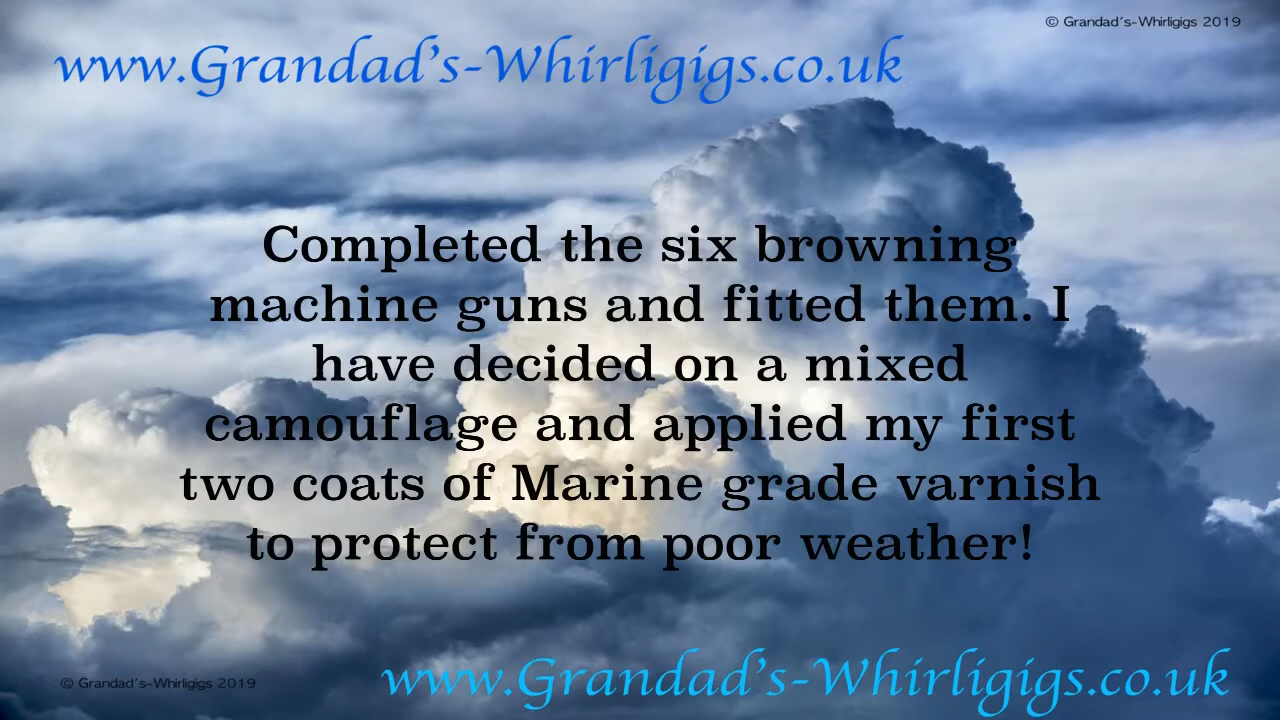 © Grandad's-Whirligigs 2019
www.Grandad's-Whirligigs.co.uk
Completed the six browning
machine guns and fitted them. I
have decided on a mixed
camouflage and applied my first
two coats of Marine grade varnish
to protect from poor weather!
© Grandad's-Whirligigs 2019
www.Grandad's-Whirligigs.co.uk